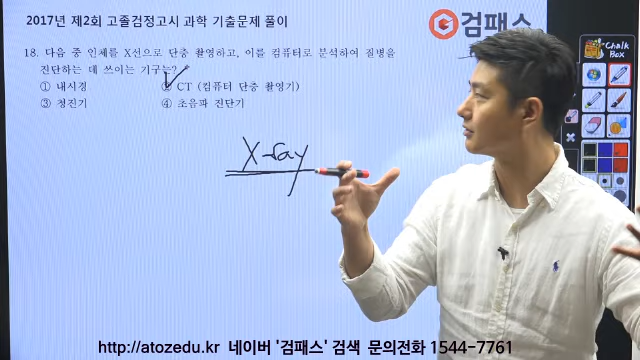 2017년 제2회 고졸검정고시 과학 기출문제 풀이
검패스
18. 다음 중 인체를 X선으로 단층 촬영하고, 이를 컴퓨터로 분석하여 질병을
진단하는 데 쓰이는 기구는?
① 내시경
② CT (컴퓨터 단층 촬영기)
③ 청진기
④ 초음파 진단기
X-ray
Chalk
Box
http://atozedu.kr 네이버 '검패스' 검색 문의전화 1544-7761